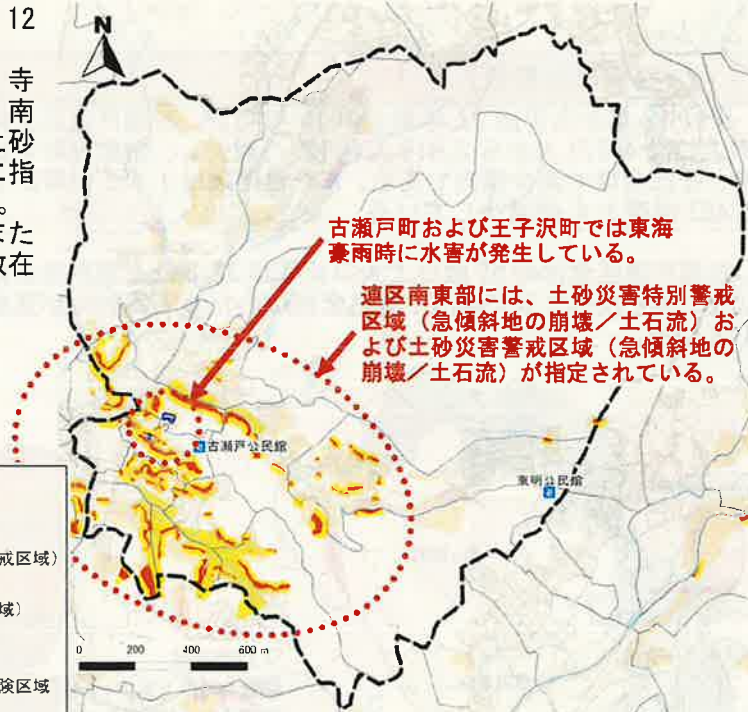 12
寺
南
土砂
に指
。
また
散在
N
古瀬戸町および王子沢町では東海
豪雨時に水害が発生している。
連区南東部には、土砂災害特別警戒
区域（急傾斜地の崩壊／土石流）お
よび土砂災害警戒区域（急傾斜地の
崩壊／土石流）が指定されている。
古瀬戸公民館
東明公民館
戒区域）
域）
険区域
0 200 400 600 m